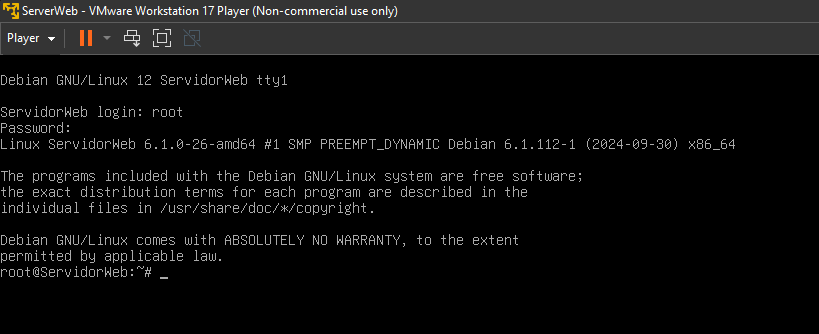 ServerWeb - VMware Workstation 17 Player (Non-commercial use only)
Player
Debian GNU/Linux 12 ServidorWeb tty1
ServidorWeb login: root
Password:
Linux ServidorWeb 6.1.0-26-amd64 #1 SMP PREEMPT_DYNAMIC Debian 6.1.112-1 (2024-09-30) x86_64
The programs included with the Debian GNU/Linux system are free software;
the exact distribution terms for each program are described in the
individual files in /usr/share/doc/*/copyright.
Debian GNU/Linux comes with ABSOLUTELY NO WARRANTY, to the extent
permitted by applicable law.
root@ServidorWeb:~# _